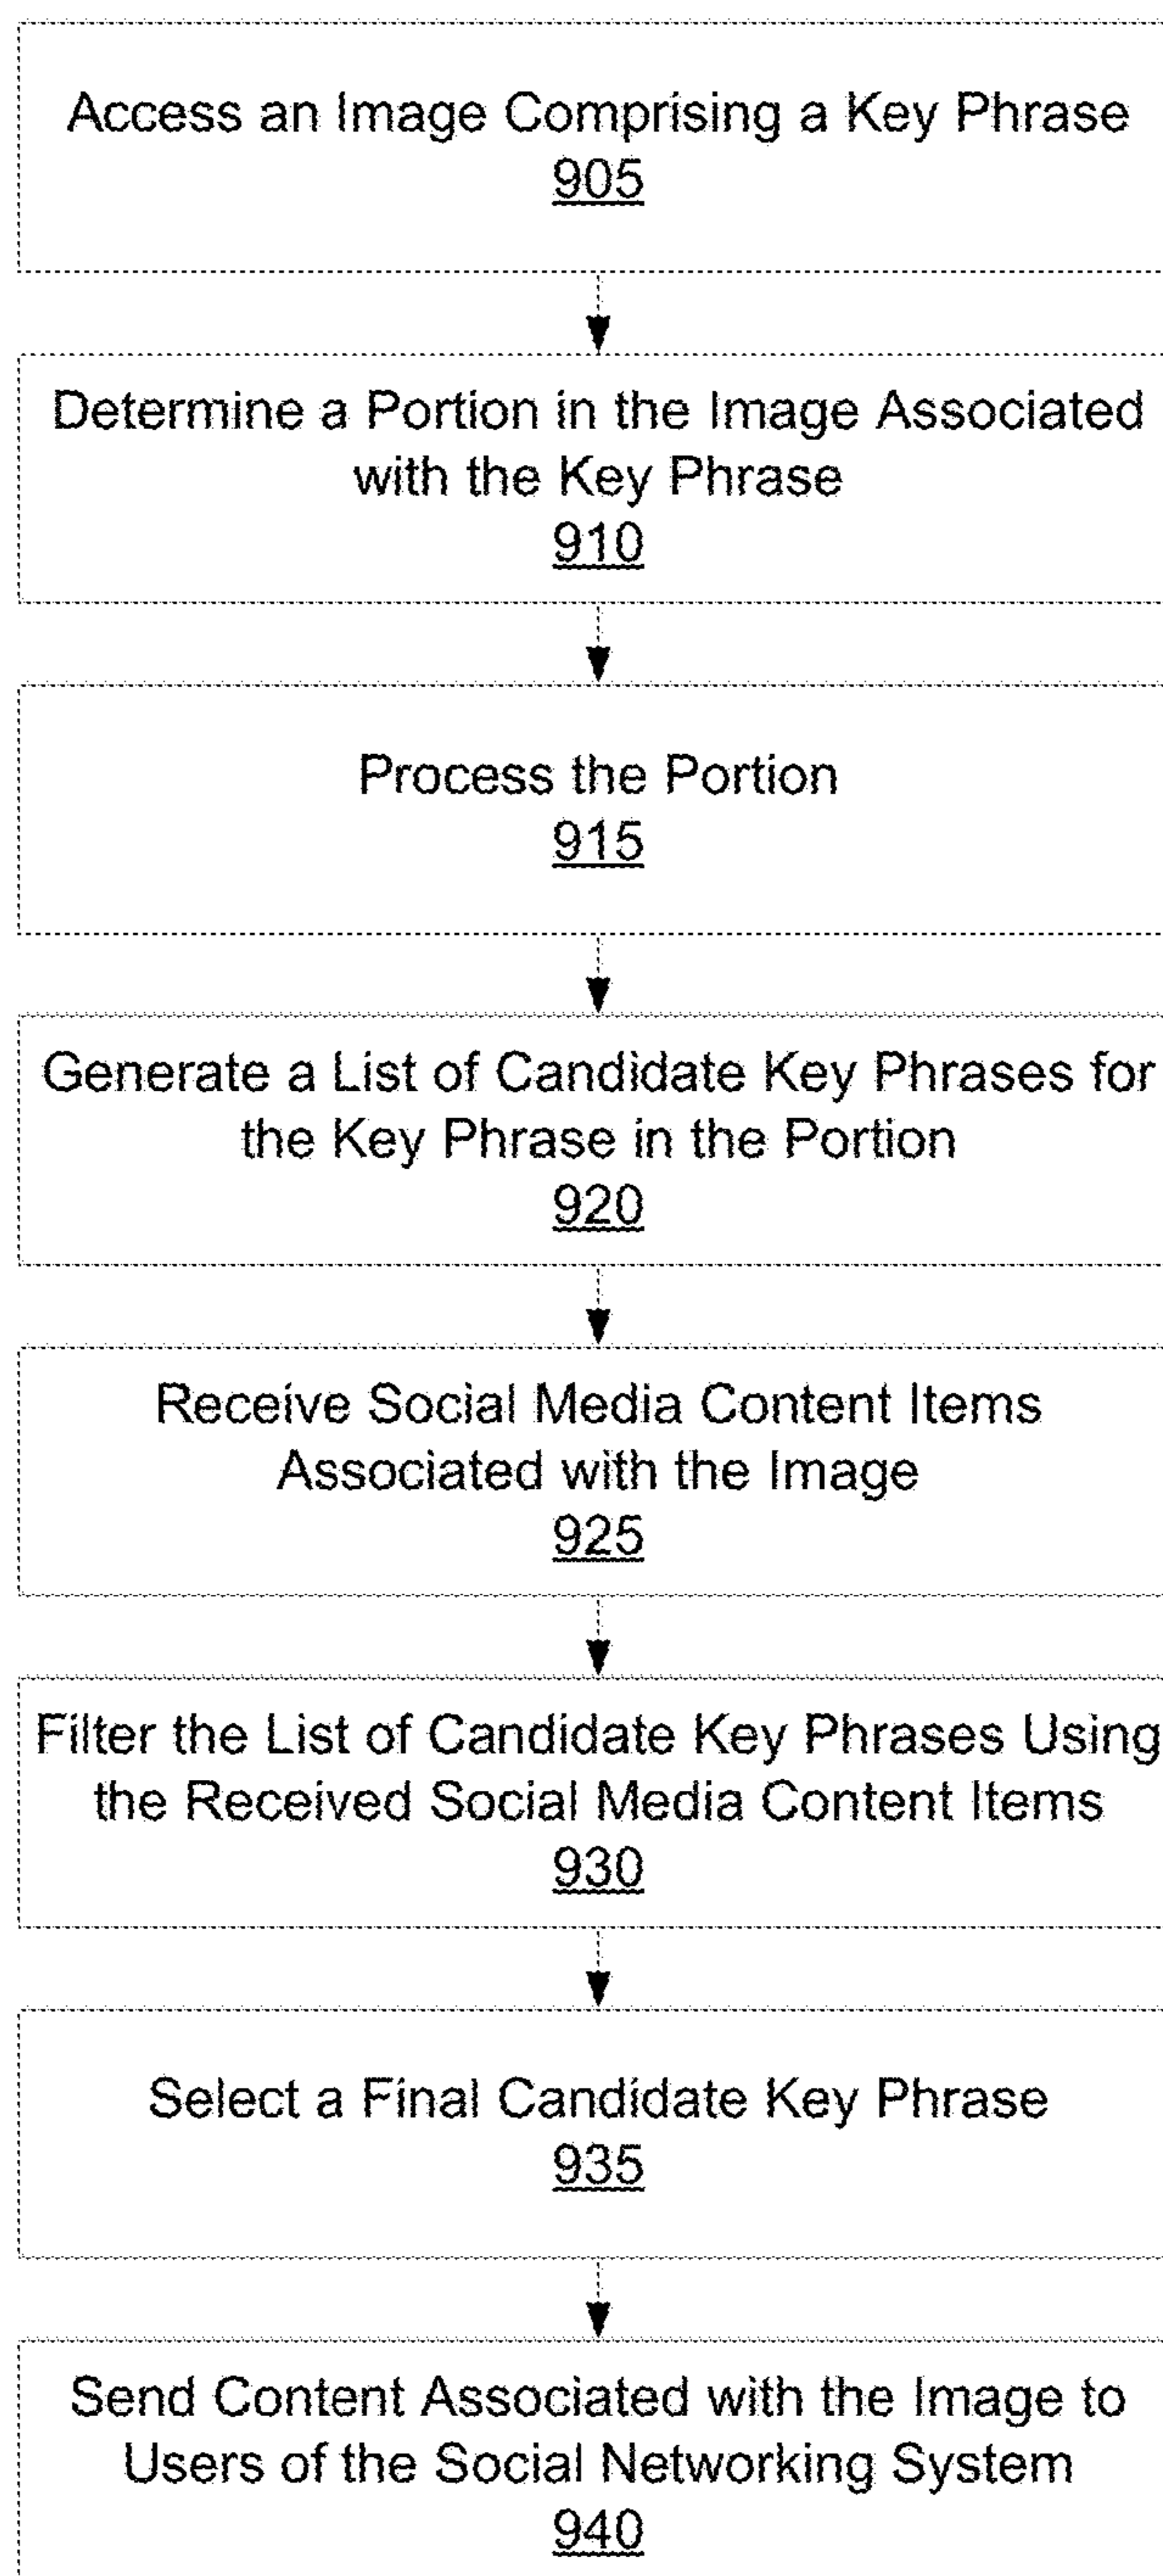 Access an Image Comprising a Key Phrase
905
Determine a Portion in the Image Associated
with the Key Phrase
910
Process the Portion
915
Generate a List of Candidate Key Phrases for
the Key Phrase in the Portion
920
Receive Social Media Content Items
Associated with the Image
925
Filter the List of Candidate Key Phrases Using
the Received Social Media Content Items
930
Select a Final Candidate Key Phrase
935
Send Content Associated with the Image to
Users of the Social Networking System
940